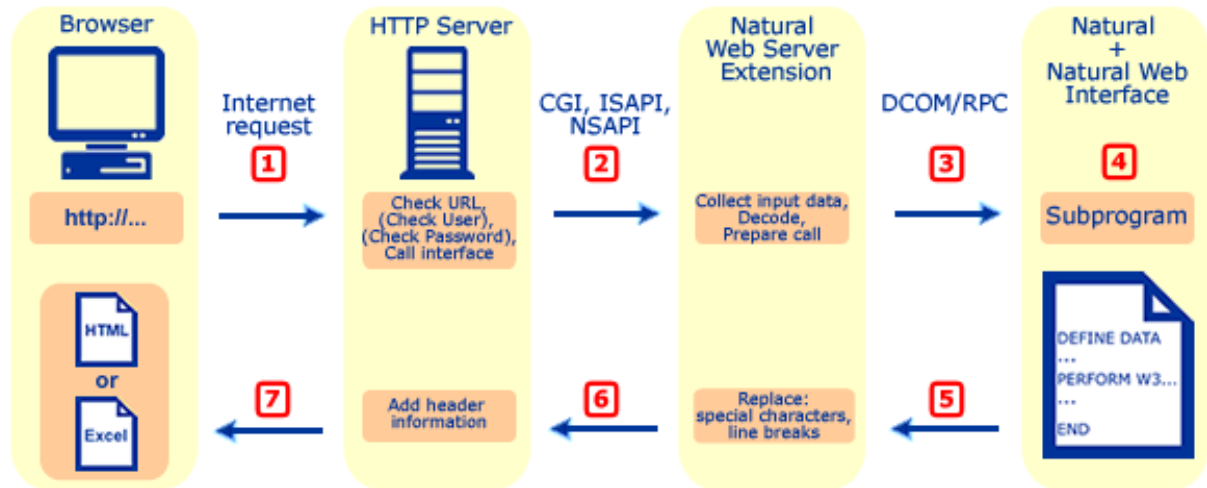 Browser
HTTP Server
Natural
Web Server
Extension
Natural
+
Natural Web
Interface
Internet
request
1
CGI, ISAPI,
NSAPI
2
DCOM/RPC
3
4
http://...
Check URL,
(Check User),
(Check Password),
Call interface
Collect input data,
Decode,
Prepare call
Subprogram
DEFINE DATA
...
PERFORM W3...
...
END
5
Replace:
special characters,
line breaks
6
Add header
information
7
HTML
or
Excel